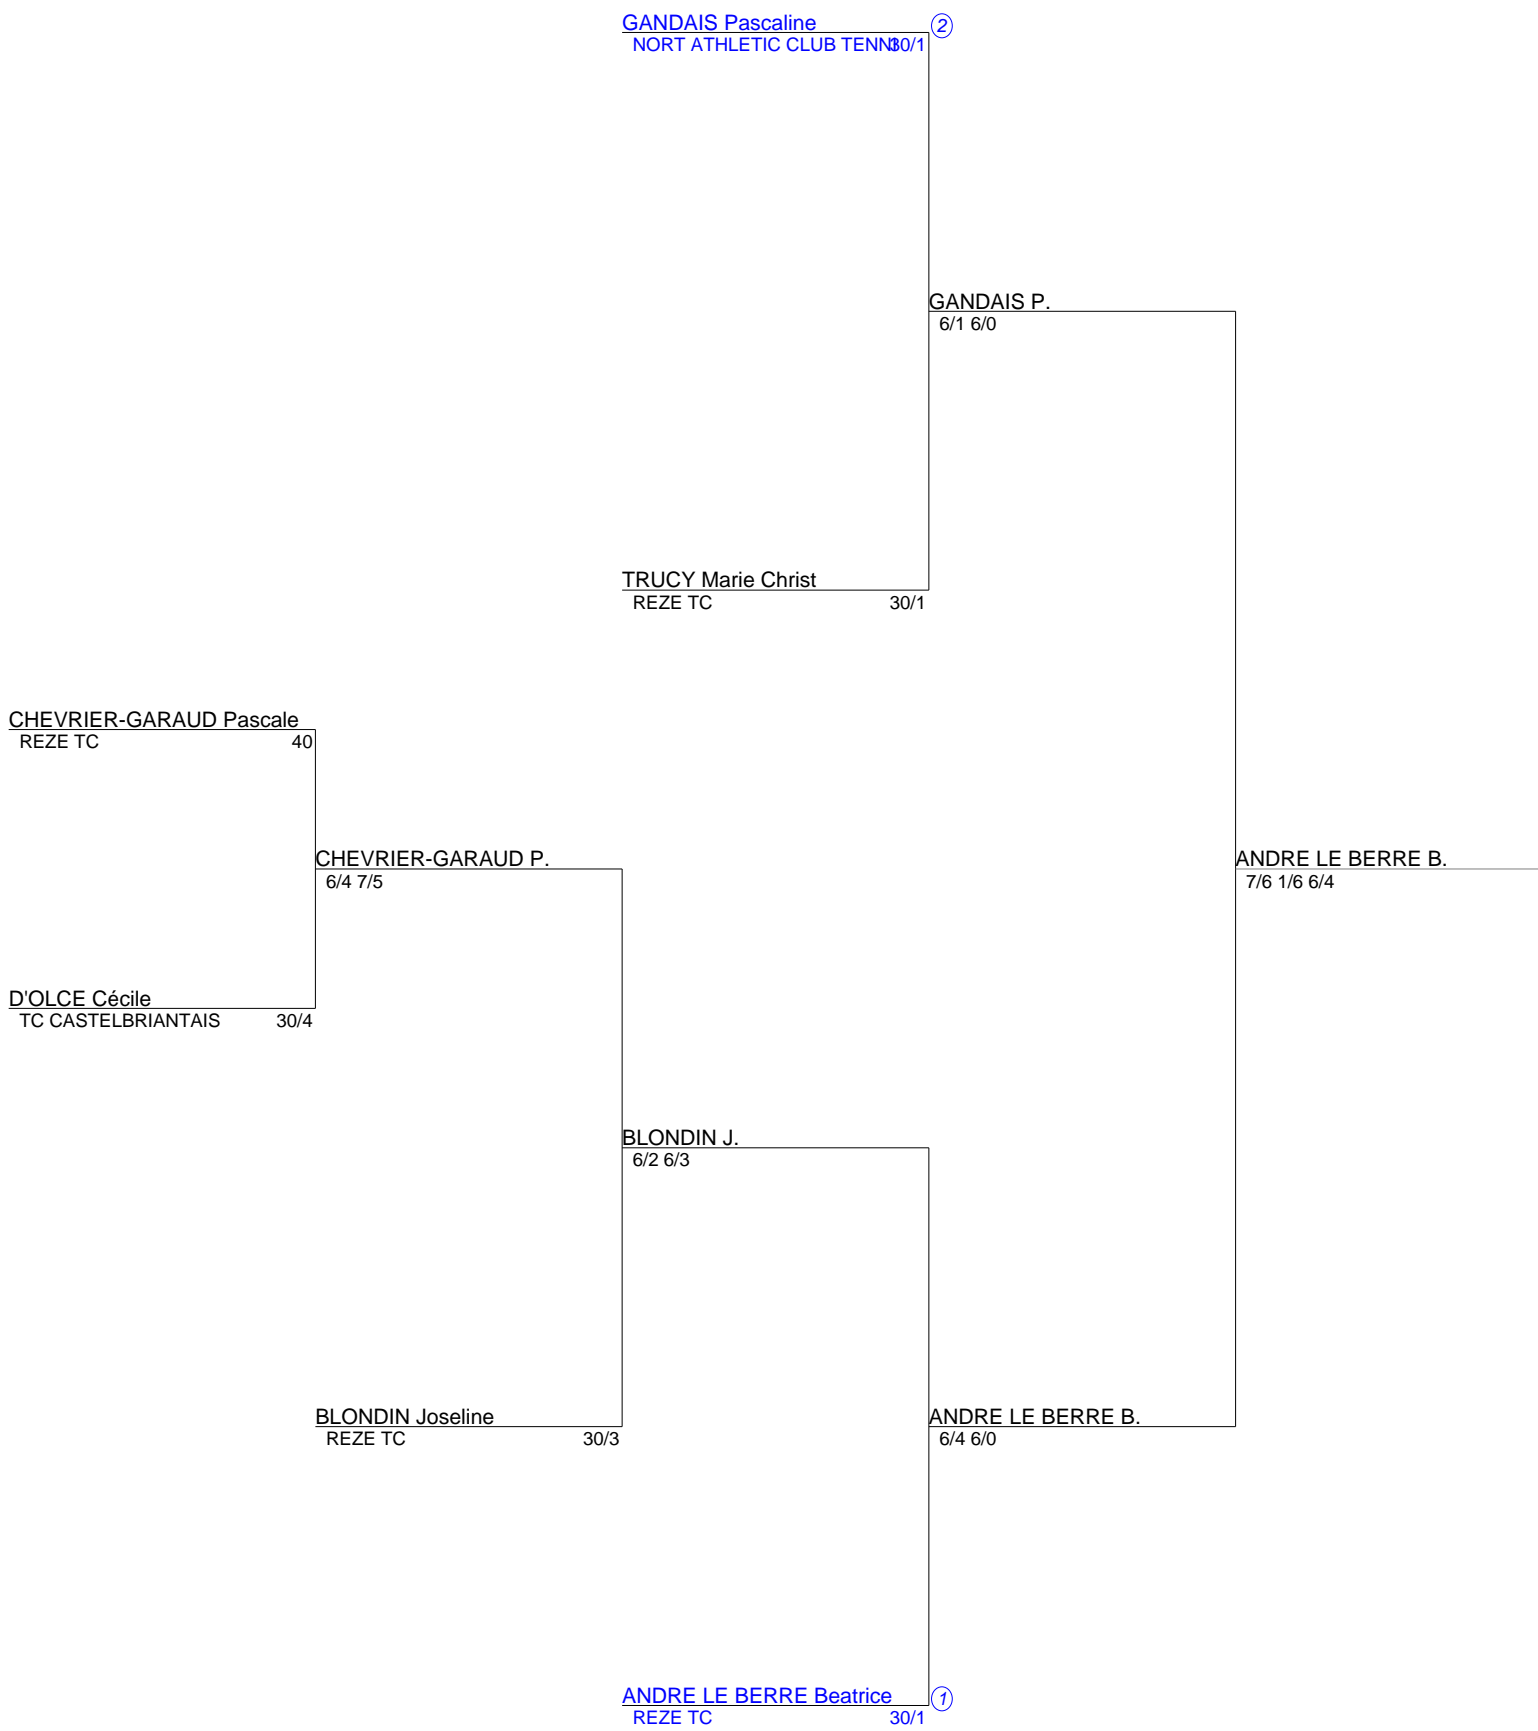 GANDAIS Pascaline 2
NORT ATHLETIC CLUB TENNI 30/1
GANDAIS P.
6/1 6/0
TRUCY Marie Christ
REZE TC 30/1
CHEVRIER-GARAUD Pascale
REZE TC 40
CHEVRIER-GARAUD P.
6/4 7/5
ANDRE LE BERRE B.
7/6 1/6 6/4
D'OLCE Cécile
TC CASTELBRIANTAIS 30/4
BLONDIN J.
6/2 6/3
BLONDIN Joseline
REZE TC 30/3
ANDRE LE BERRE B.
6/4 6/0
ANDRE LE BERRE Beatrice 1
REZE TC 30/1